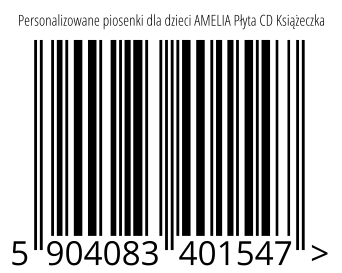 Personalizowane piosenki dla dzieci AMELIA Płyta CD Książeczka
5 904083 401547 >